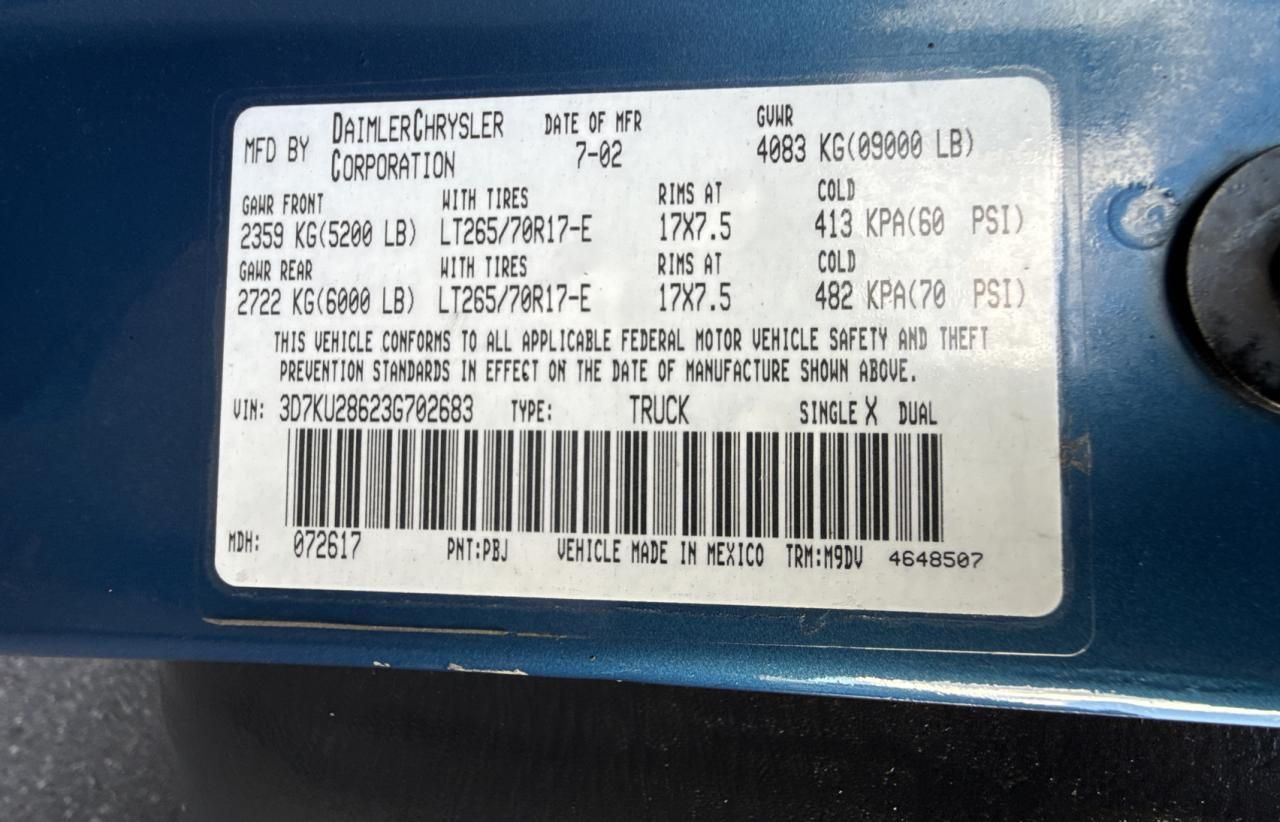 MFD BY DAIMLERCHRYSLER CORPORATION DATE OF MFR 7-02 GVWR 4083 KG(09000 LB)
GAWR FRONT WITH TIRES RIMS AT COLD
2359 KG(5200 LB) LT265/70R17-E 17X7.5 413 KPA(60 PSI)
GAWR REAR WITH TIRES RIMS AT COLD
2722 KG(6000 LB) LT265/70R17-E 17X7.5 482 KPA(70 PSI)
THIS VEHICLE CONFORMS TO ALL APPLICABLE FEDERAL MOTOR VEHICLE SAFETY AND THEFT
PREVENTION STANDARDS IN EFFECT ON THE DATE OF MANUFACTURE SHOWN ABOVE.
VIN: 3D7KU28623G702683 TYPE: TRUCK SINGLE X DUAL
MDH: 072617 PNT:PBJ VEHICLE MADE IN MEXICO TRM:M9DV 4648507